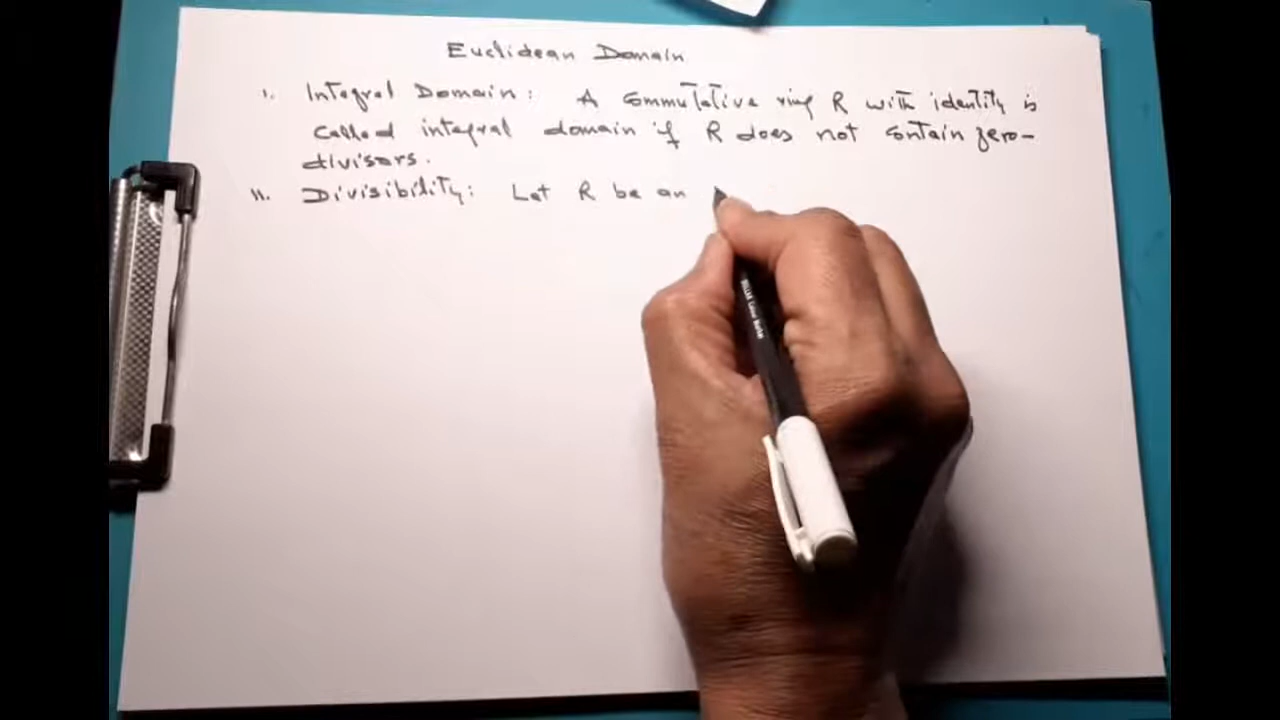 Euclidean Domain
i. Integral Domain: A commutative ring R with identity is
called integral domain if R does not contain zero-
divisors.
ii. Divisibility: Let R be an